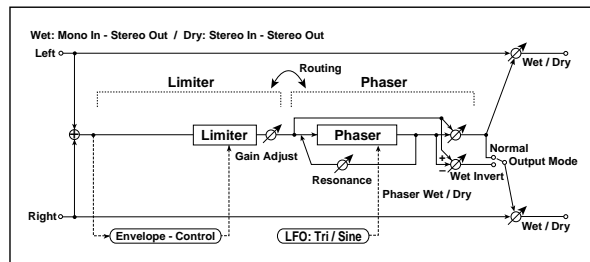 Wet: Mono In - Stereo Out / Dry: Stereo In - Stereo Out
Left
Wet / Dry
Routing
Limiter
Phaser
+
Limiter
Phaser
Gain Adjust
Resonance
+
−
Wet Invert
Normal
Output Mode
Phaser Wet / Dry
Right
Wet / Dry
Envelope - Control
LFO: Tri / Sine